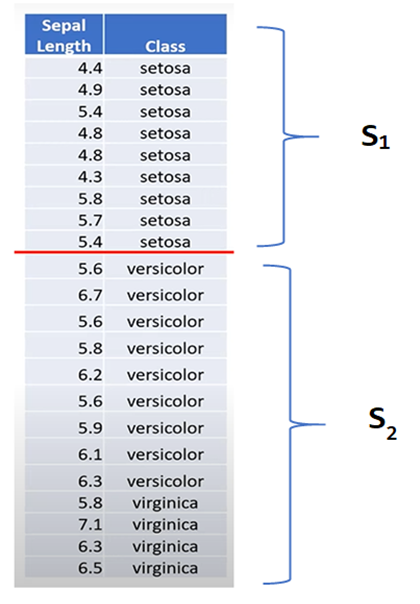 Sepal
Length Class
4.4 setosa
4.9 setosa
5.4 setosa
4.8 setosa
4.8 setosa
4.3 setosa
5.8 setosa
5.7 setosa
5.4 setosa
5.6 versicolor
6.7 versicolor
5.6 versicolor
5.8 versicolor
6.2 versicolor
5.6 versicolor
5.9 versicolor
6.1 versicolor
6.3 versicolor
5.8 virginica
7.1 virginica
6.3 virginica
6.5 virginica
S1
S2